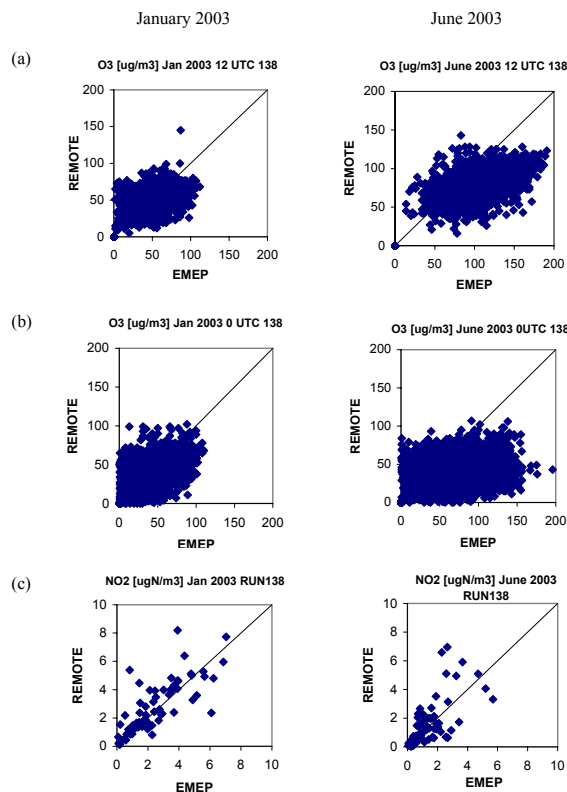 January 2003 June 2003
(a)
O3 [ug/m3] Jan 2003 12 UTC 138 O3 [ug/m3] June 2003 12 UTC 138
200 200
150 150
REMOTE REMOTE
100 100
50 50
0 0
0 50 100 150 200 0 50 100 150 200
EMEP EMEP
(b)
O3 [ug/m3] Jan 2003 0 UTC 138 O3 [ug/m3] June 2003 0UTC 138
200 200
150 150
REMOTE REMOTE
100 100
50 50
0 0
0 50 100 150 200 0 50 100 150 200
EMEP EMEP
(c)
NO2 [ugN/m3] Jan 2003 RUN138 NO2 [ugN/m3] June 2003
RUN138
10 10
8 8
REMOTE REMOTE
6 6
4 4
2 2
0 0
0 2 4 6 8 10 0 2 4 6 8 10
EMEP EMEP